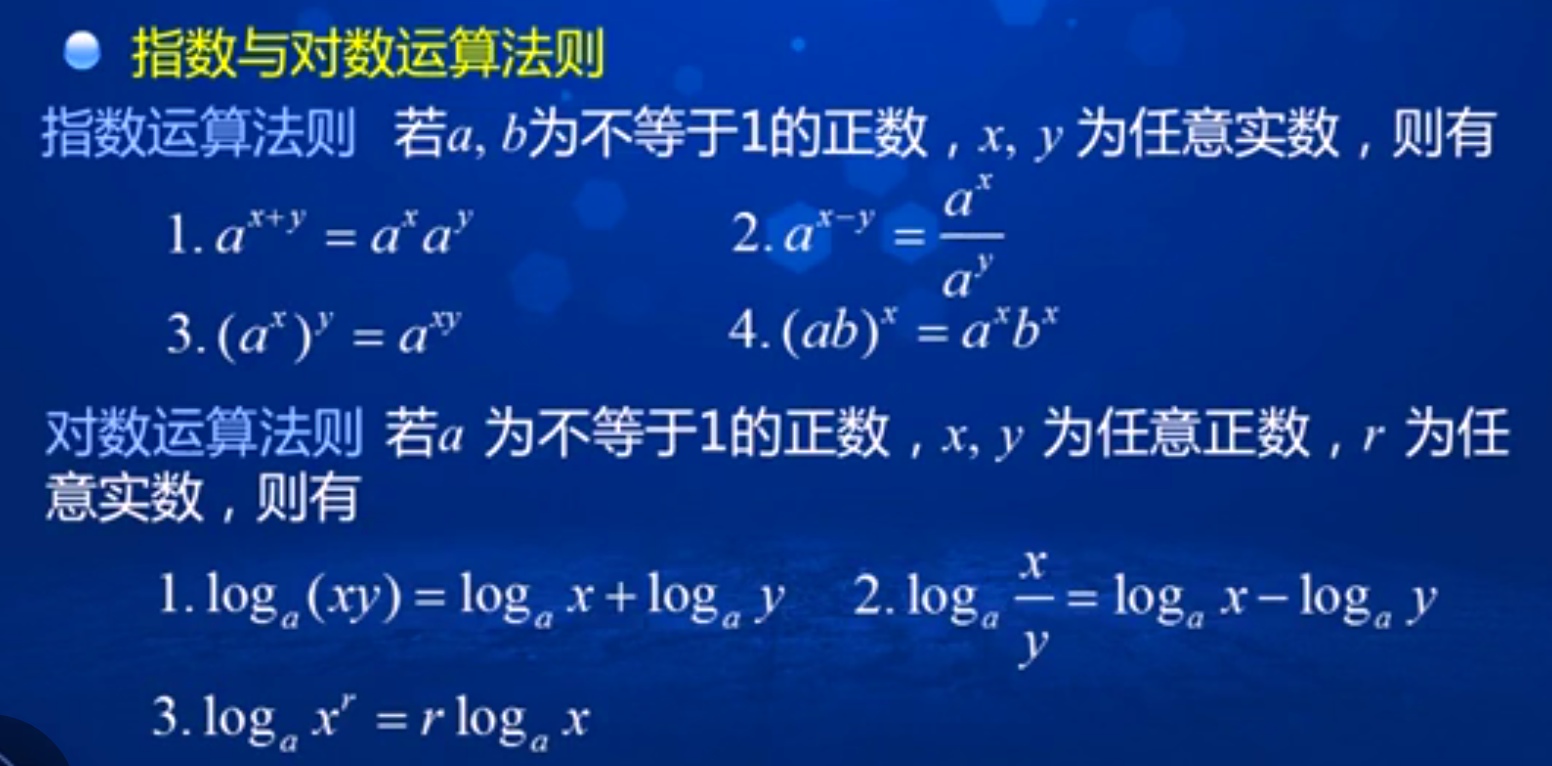 指数与对数运算法则
指数运算法则 若a, b为不等于1的正数，x, y 为任意实数，则有
1. a^{x+y} = a^x a^y 2. a^{x-y} = \frac{a^x}{a^y}
3. (a^x)^y = a^{xy} 4. (ab)^x = a^x b^x
对数运算法则 若a 为不等于1的正数，x, y 为任意正数，r 为任
意实数，则有
1. log_a (xy) = log_a x + log_a y 2. log_a \frac{x}{y} = log_a x − log_a y
3. log_a x^r = r log_a x